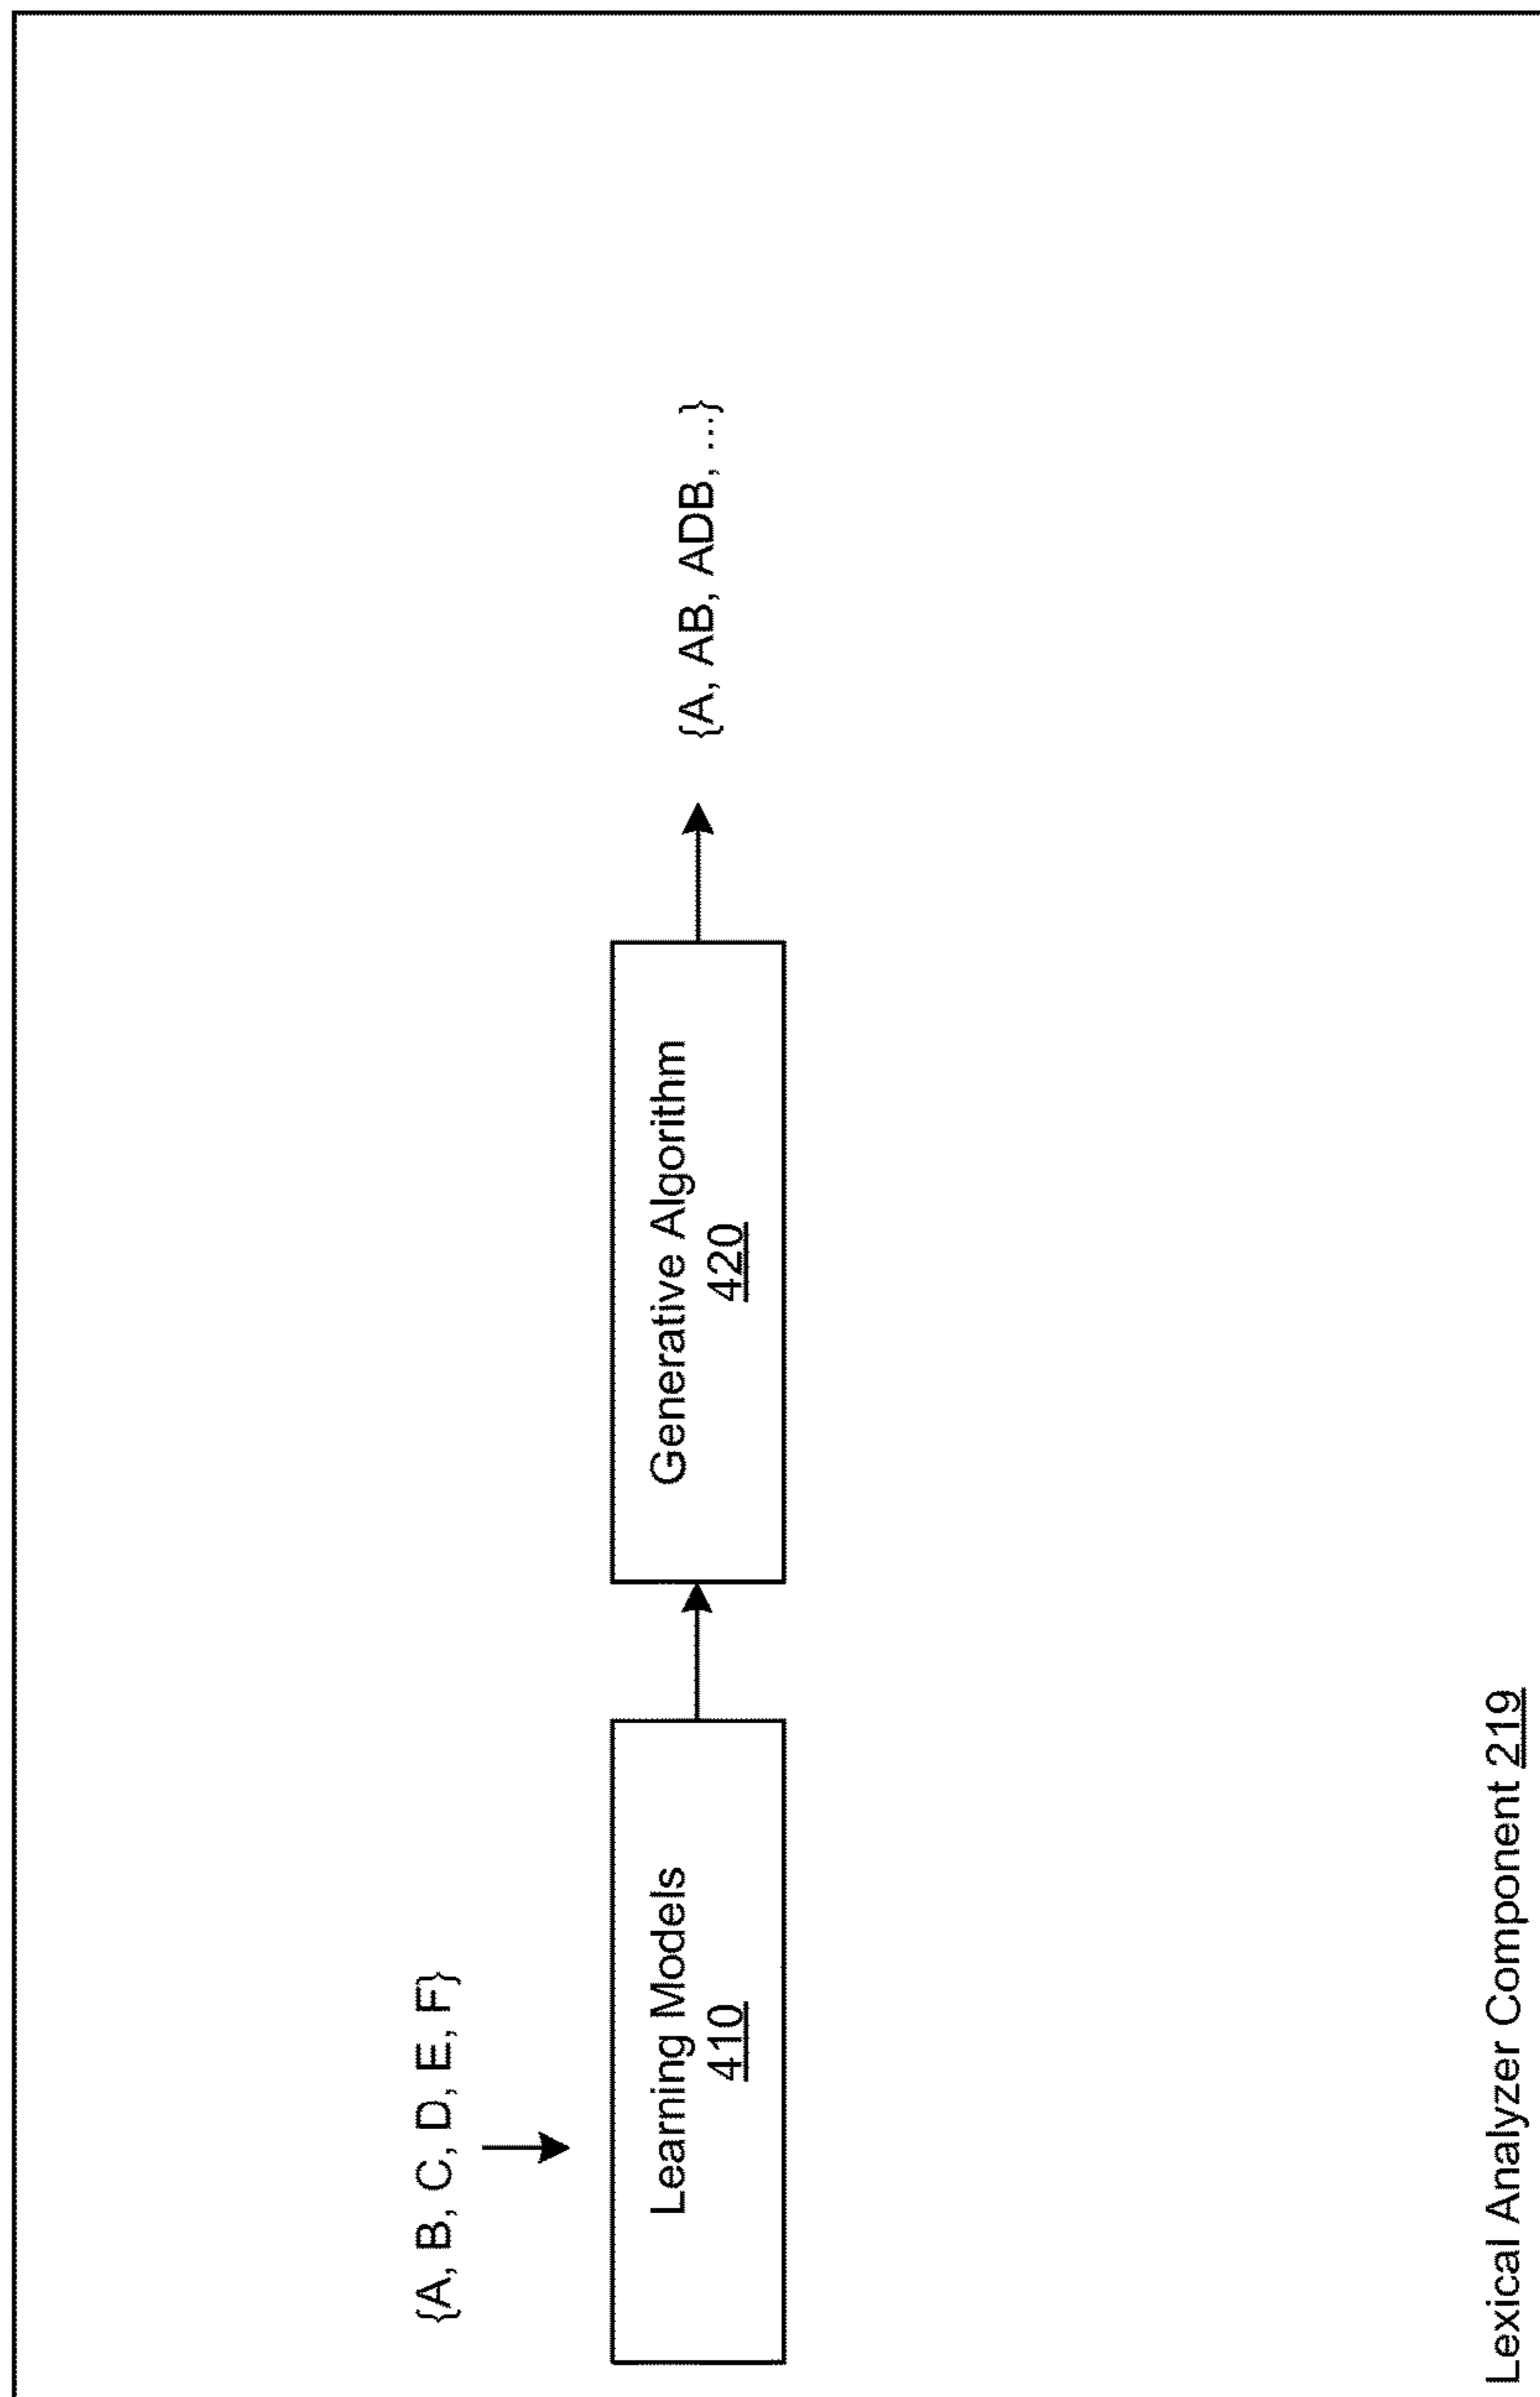 {A, B, C, D, E, F}
Learning Models
410
Generative Algorithm
420
{A, AB, ADB, ...}
Lexical Analyzer Component 219